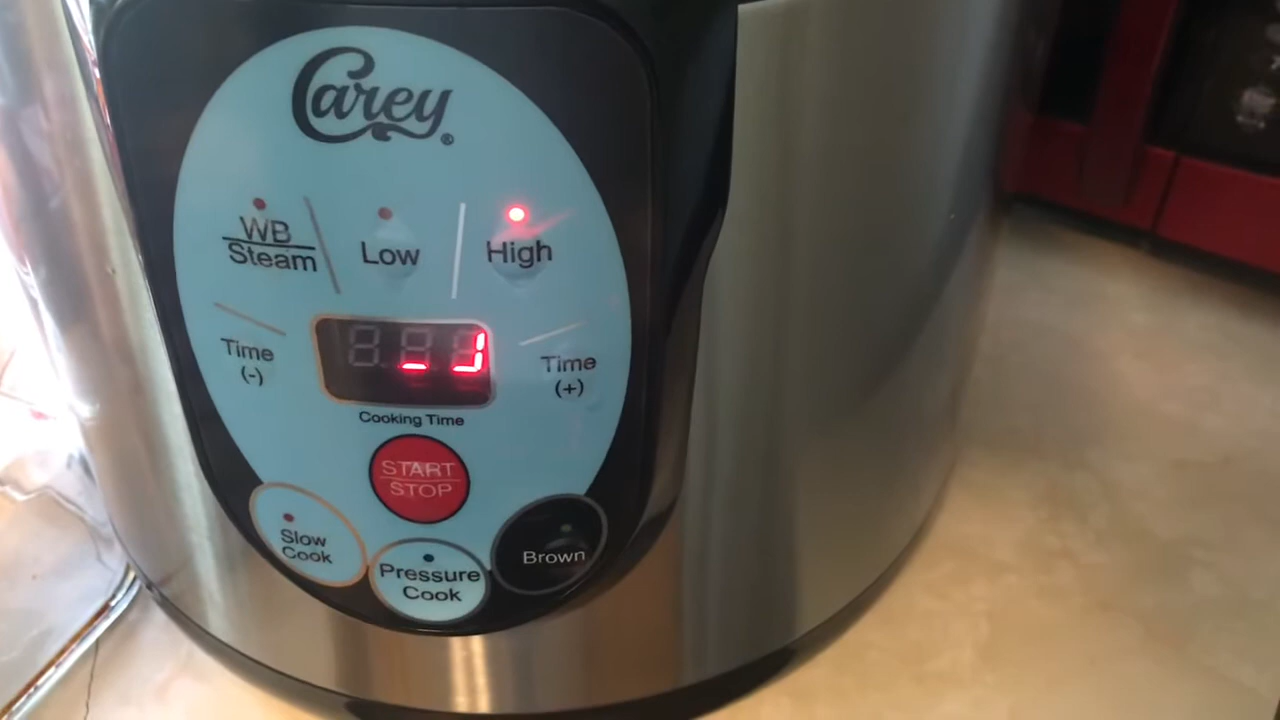 Carey®
WB
Steam
Low
High
Time
(-)
Time
(+)
Cooking Time
START
STOP
Slow
Cook
Pressure
Cook
Brown